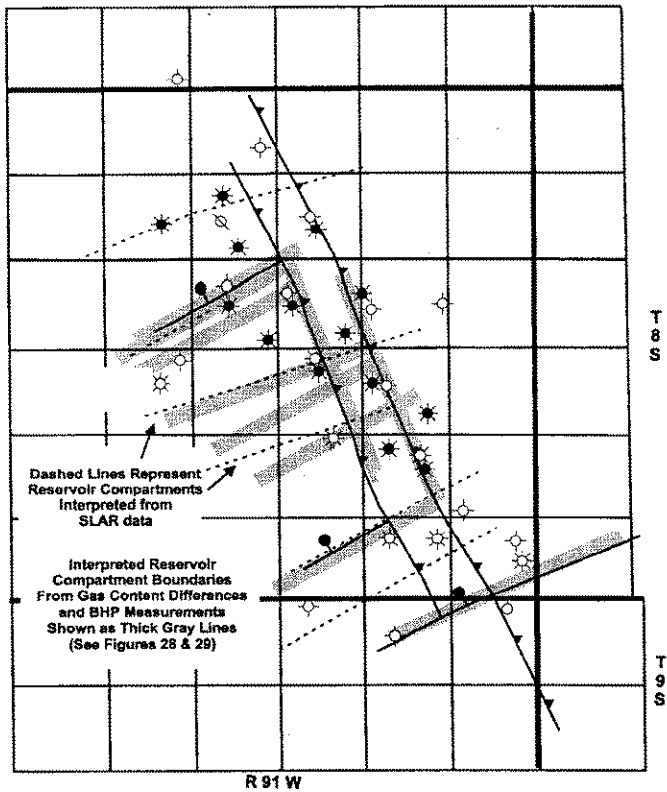 T
8
S
Dashed Lines Represent
Reservoir Compartments
Interpreted from
SLAR data
Interpreted Reservoir
Compartment Boundaries
From Gas Content Differences
and BHP Measurements
Shown as Thick Gray Lines
(See Figures 28 & 29)
T
9
S
R 91 W